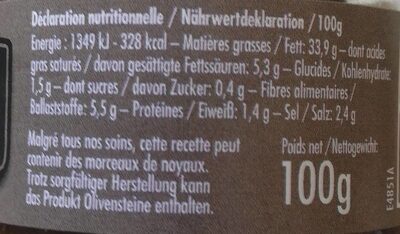 Déclaration nutritionnelle / Nährwertdeklaration / 100g
Energie : 1349 kJ - 328 kcal – Matières grasses / Fett: 33,9 g – dont acides
gras saturés / davon gesättigte Fettsäuren: 5,3 g – Glucides / Kohlenhydrate:
1,5 g – dont sucres / davon Zucker: 0,4 g – Fibres alimentaires /
Ballaststoffe: 5,5 g – Protéines / Eiweiß: 1,4 g – Sel / Salz: 2,4 g
Malgré tous nos soins, cette recette peut
contenir des morceaux de noyaux.
Trotz sorgfältiger Herstellung kann
das Produkt Olivensteine enthalten.
Poids net / Nettogewicht:
100g
E4B51A